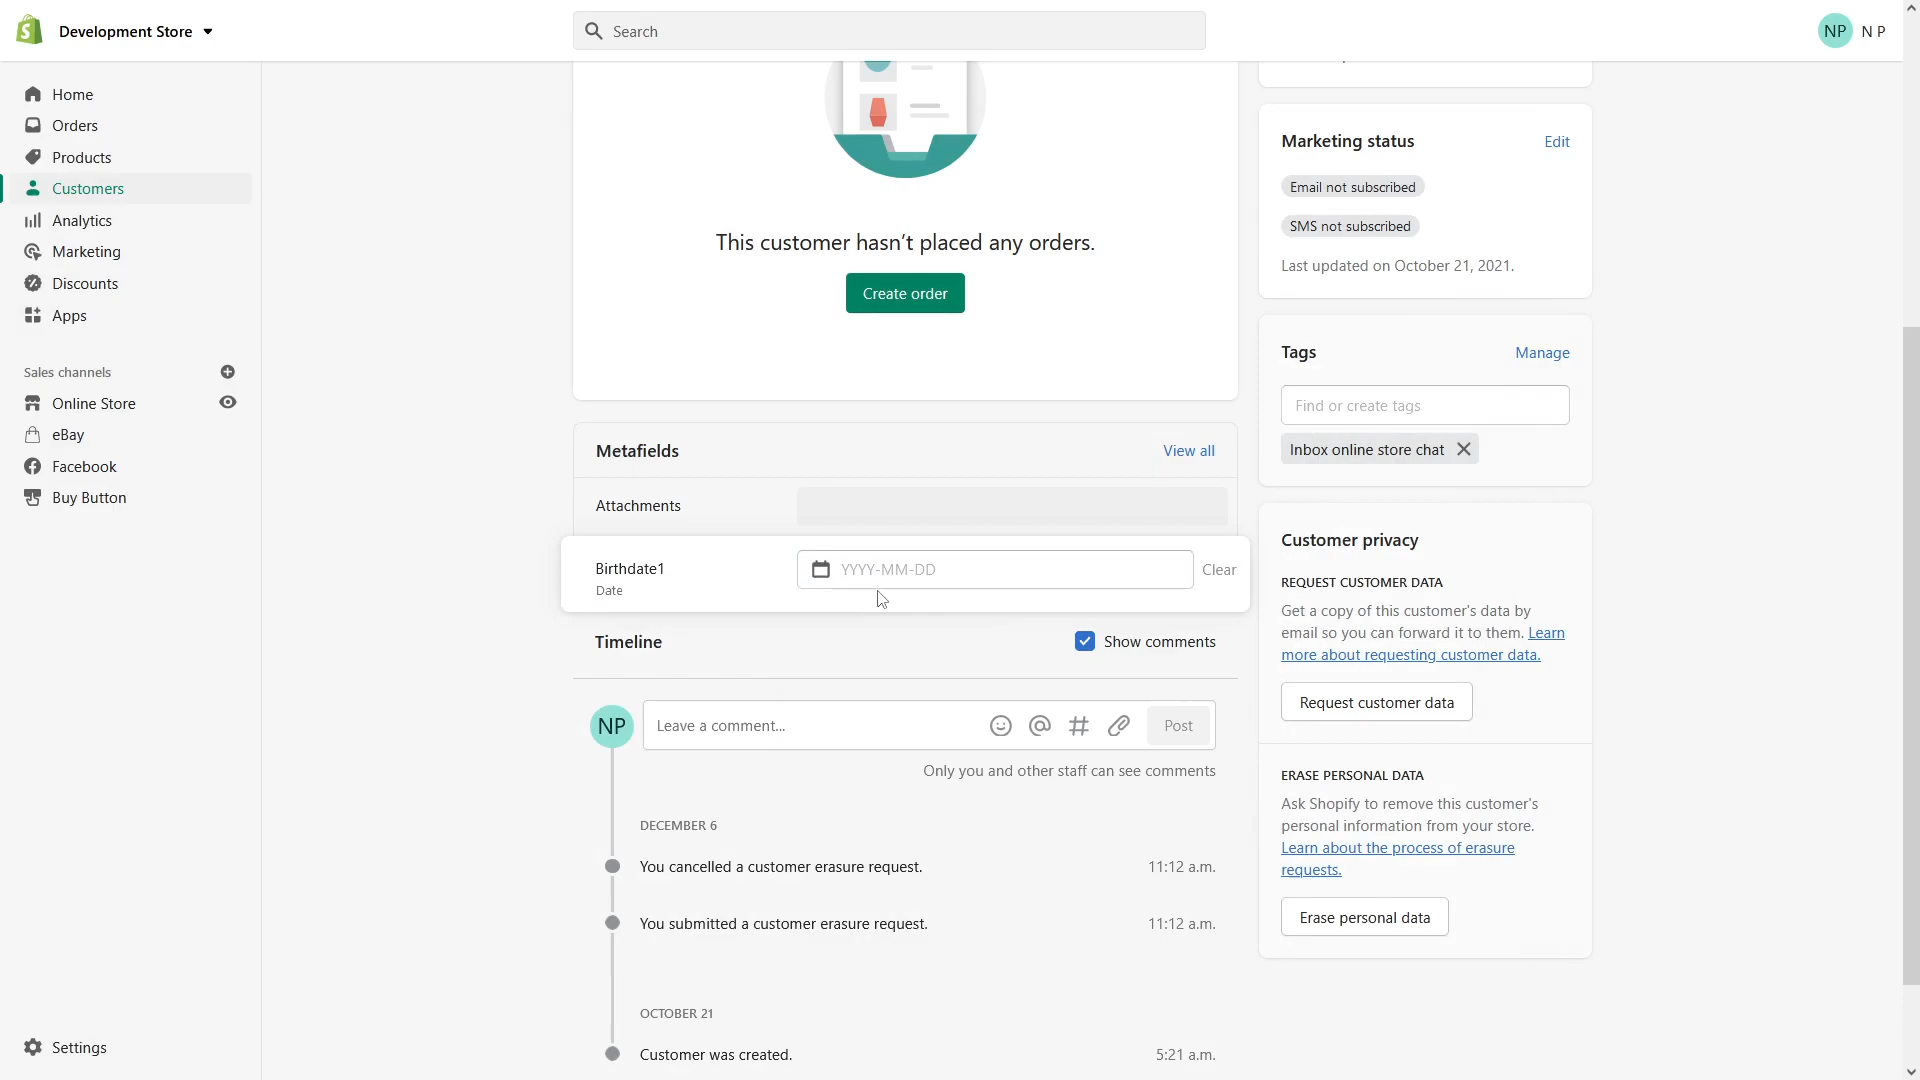 Development Store
Search
NP
N P
Home
Orders
Products
Customers
Analytics
Marketing
Discounts
Apps
Sales channels
Online Store
eBay
Facebook
Buy Button
Settings
This customer hasn't placed any orders.
Create order
Metafields
View all
Attachments
Birthdate1
Date
YYYY-MM-DD
Clear
Timeline
Show comments
NP
Leave a comment...
Post
Only you and other staff can see comments
DECEMBER 6
You cancelled a customer erasure request.
11:12 a.m.
You submitted a customer erasure request.
11:12 a.m.
OCTOBER 21
Customer was created.
5:21 a.m.
Marketing status
Edit
Email not subscribed
SMS not subscribed
Last updated on October 21, 2021.
Tags
Manage
Find or create tags
Inbox online store chat
Customer privacy
REQUEST CUSTOMER DATA
Get a copy of this customer's data by
email so you can forward it to them. Learn
more about requesting customer data.
Request customer data
ERASE PERSONAL DATA
Ask Shopify to remove this customer's
personal information from your store.
Learn about the process of erasure
requests.
Erase personal data